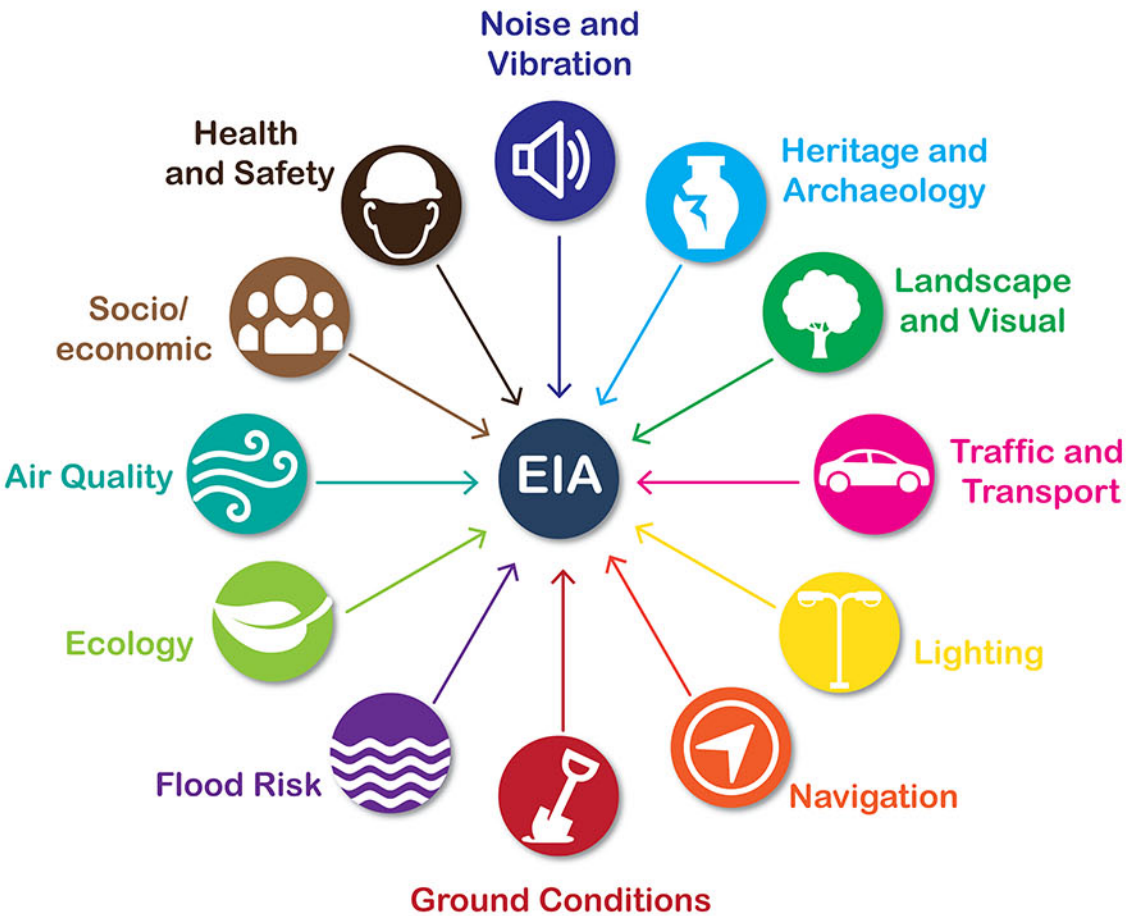 Noise and
Vibration
Heritage and
Archaeology
Landscape
and Visual
Traffic and
Transport
Lighting
Navigation
Ground Conditions
Flood Risk
Ecology
Air Quality
Socio/
economic
Health
and Safety
EIA